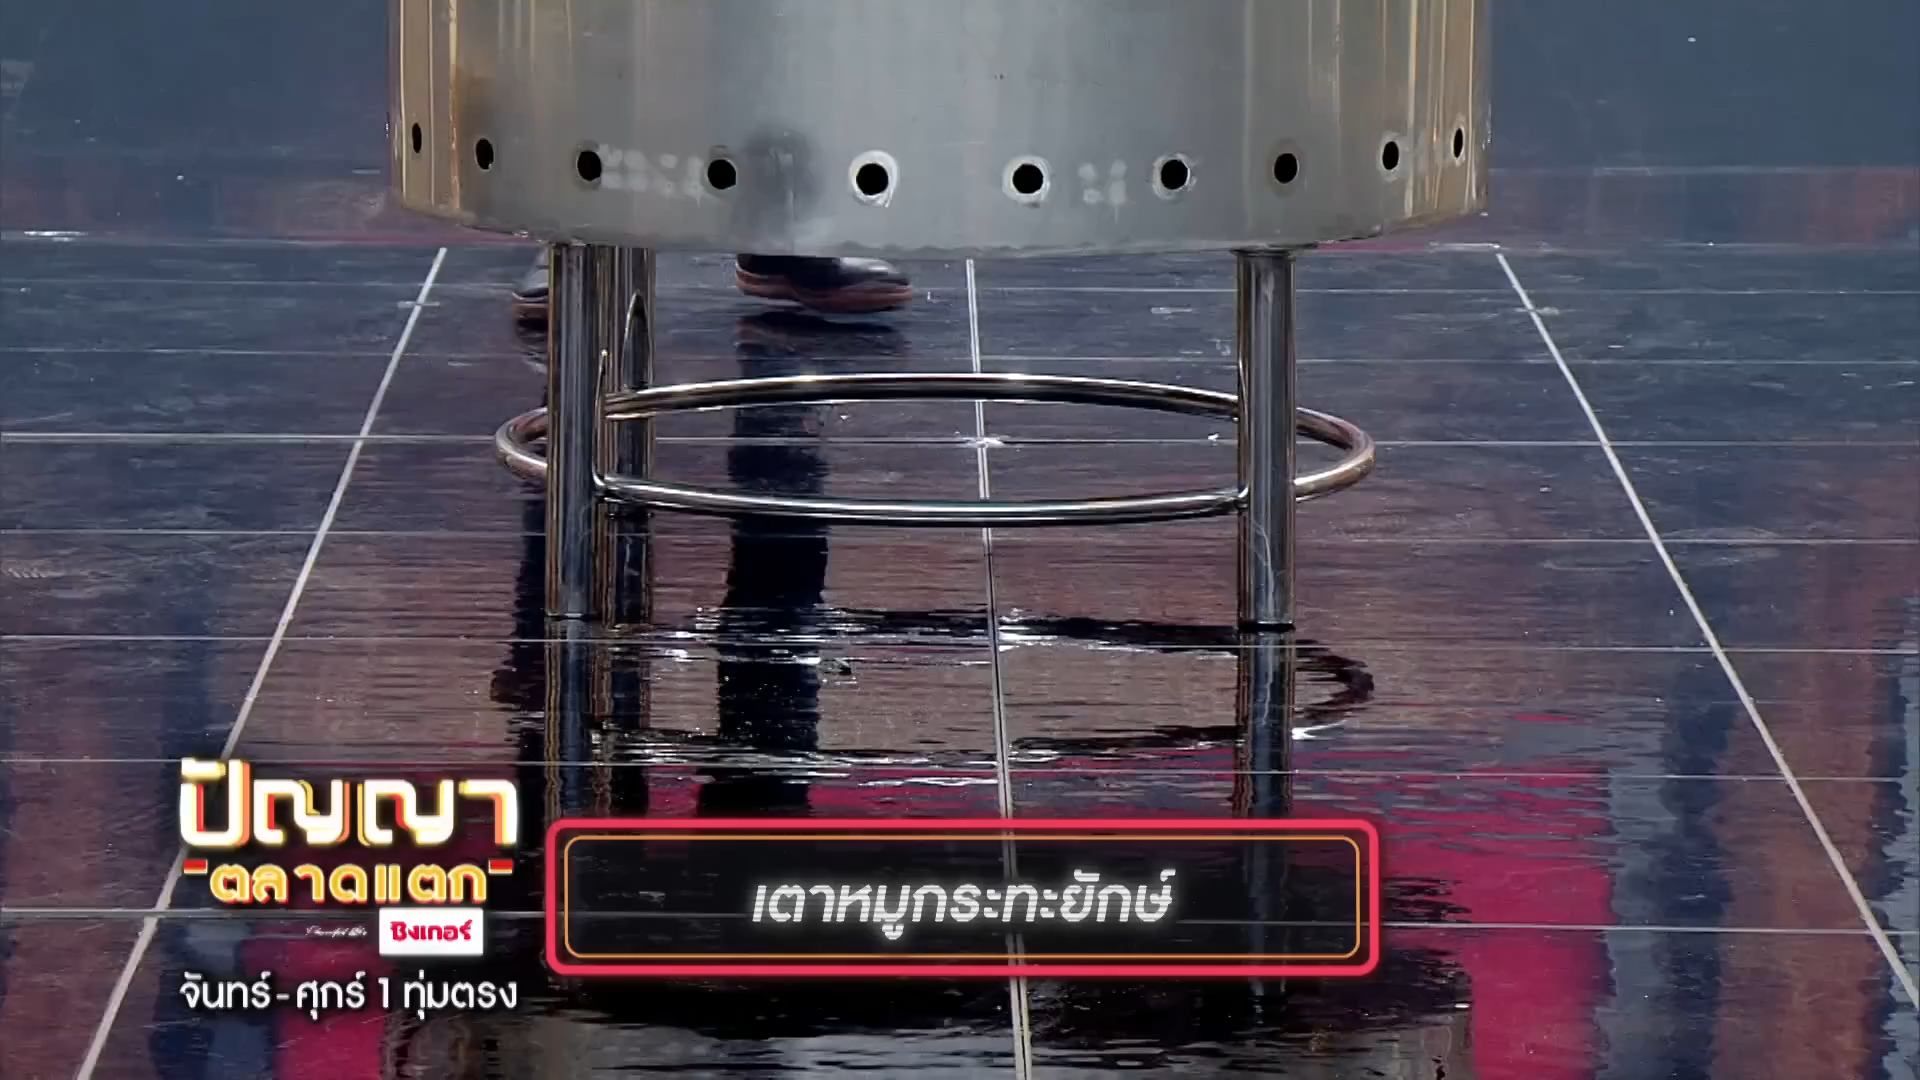 ปัญญา
"ตลาดแตก"
ซิงเกอร์
จันทร์-ศุกร์ 1 ทุ่มตรง
เตาหมูกระทะยักษ์